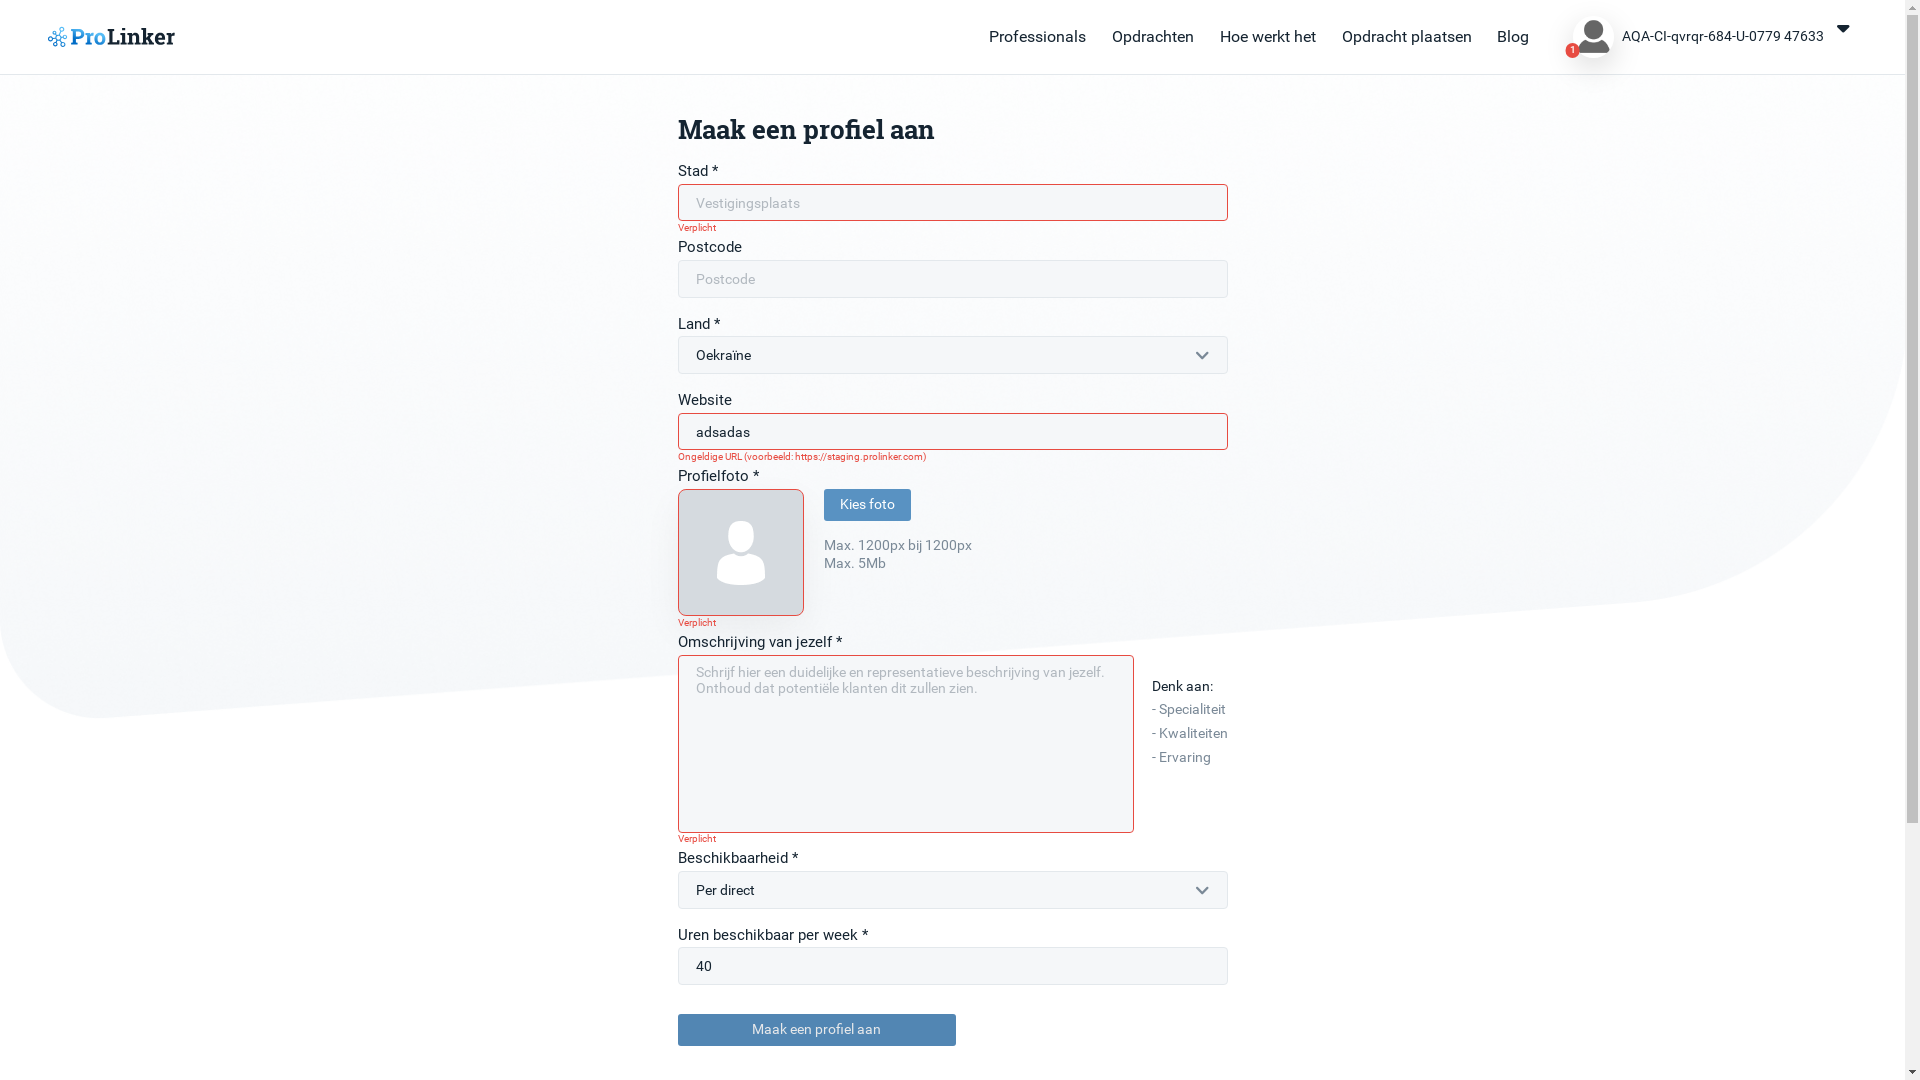 ProLinker
Professionals
Opdrachten
Hoe werkt het
Opdracht plaatsen
Blog
1
AQA-CI-qvrqr-684-U-0779 47633
Maak een profiel aan
Stad *
Vestigingsplaats
Verplicht
Postcode
Postcode
Land *
Oekraïne
Website
adsadas
Ongeldige URL (voorbeeld: https://staging.prolinker.com)
Profielfoto *
Kies foto
Max. 1200px bij 1200px
Max. 5Mb
Verplicht
Omschrijving van jezelf *
Schrijf hier een duidelijke en representatieve beschrijving van jezelf.
Onthoud dat potentiële klanten dit zullen zien.
Denk aan:
- Specialiteit
- Kwaliteiten
- Ervaring
Verplicht
Beschikbaarheid *
Per direct
Uren beschikbaar per week *
40
Maak een profiel aan